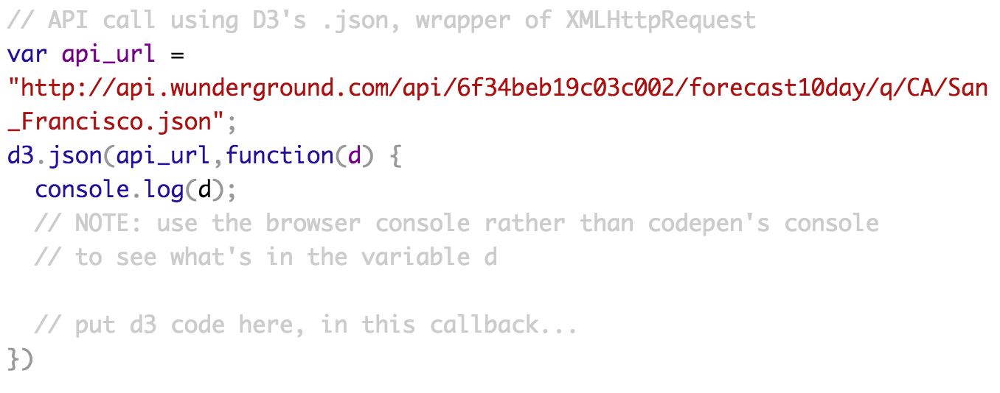 // API call using D3's .json, wrapper of XMLHttpRequest
var api_url =
"http://api.wunderground.com/api/6f34beb19c03c002/forecast10day/q/CA/San
_Francisco.json";
d3.json(api_url,function(d) {
  console.log(d);
  // NOTE: use the browser console rather than codepen's console
  // to see what's in the variable d
  // put d3 code here, in this callback...
})